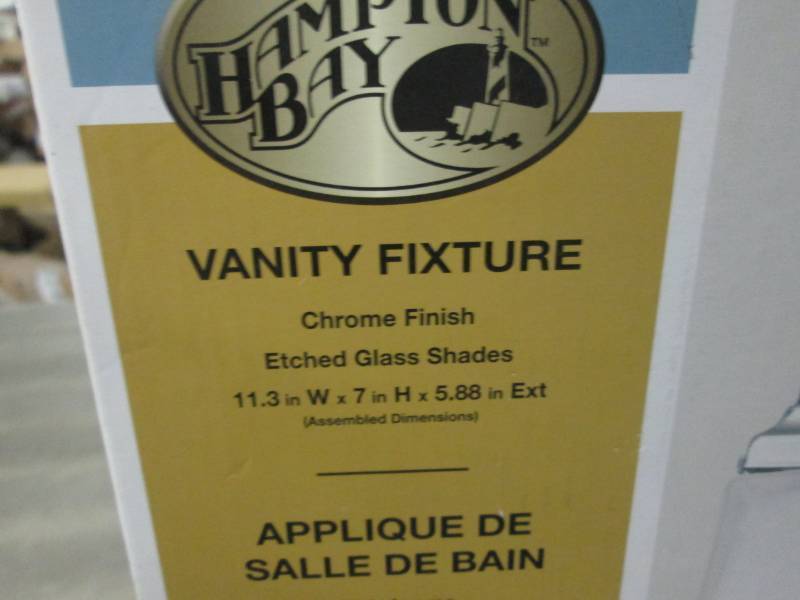 HAMPTON
BAY
TM
VANITY FIXTURE
Chrome Finish
Etched Glass Shades
11.3 in W x 7 in H x 5.88 in Ext
(Assembled Dimensions)
APPLIQUE DE
SALLE DE BAIN